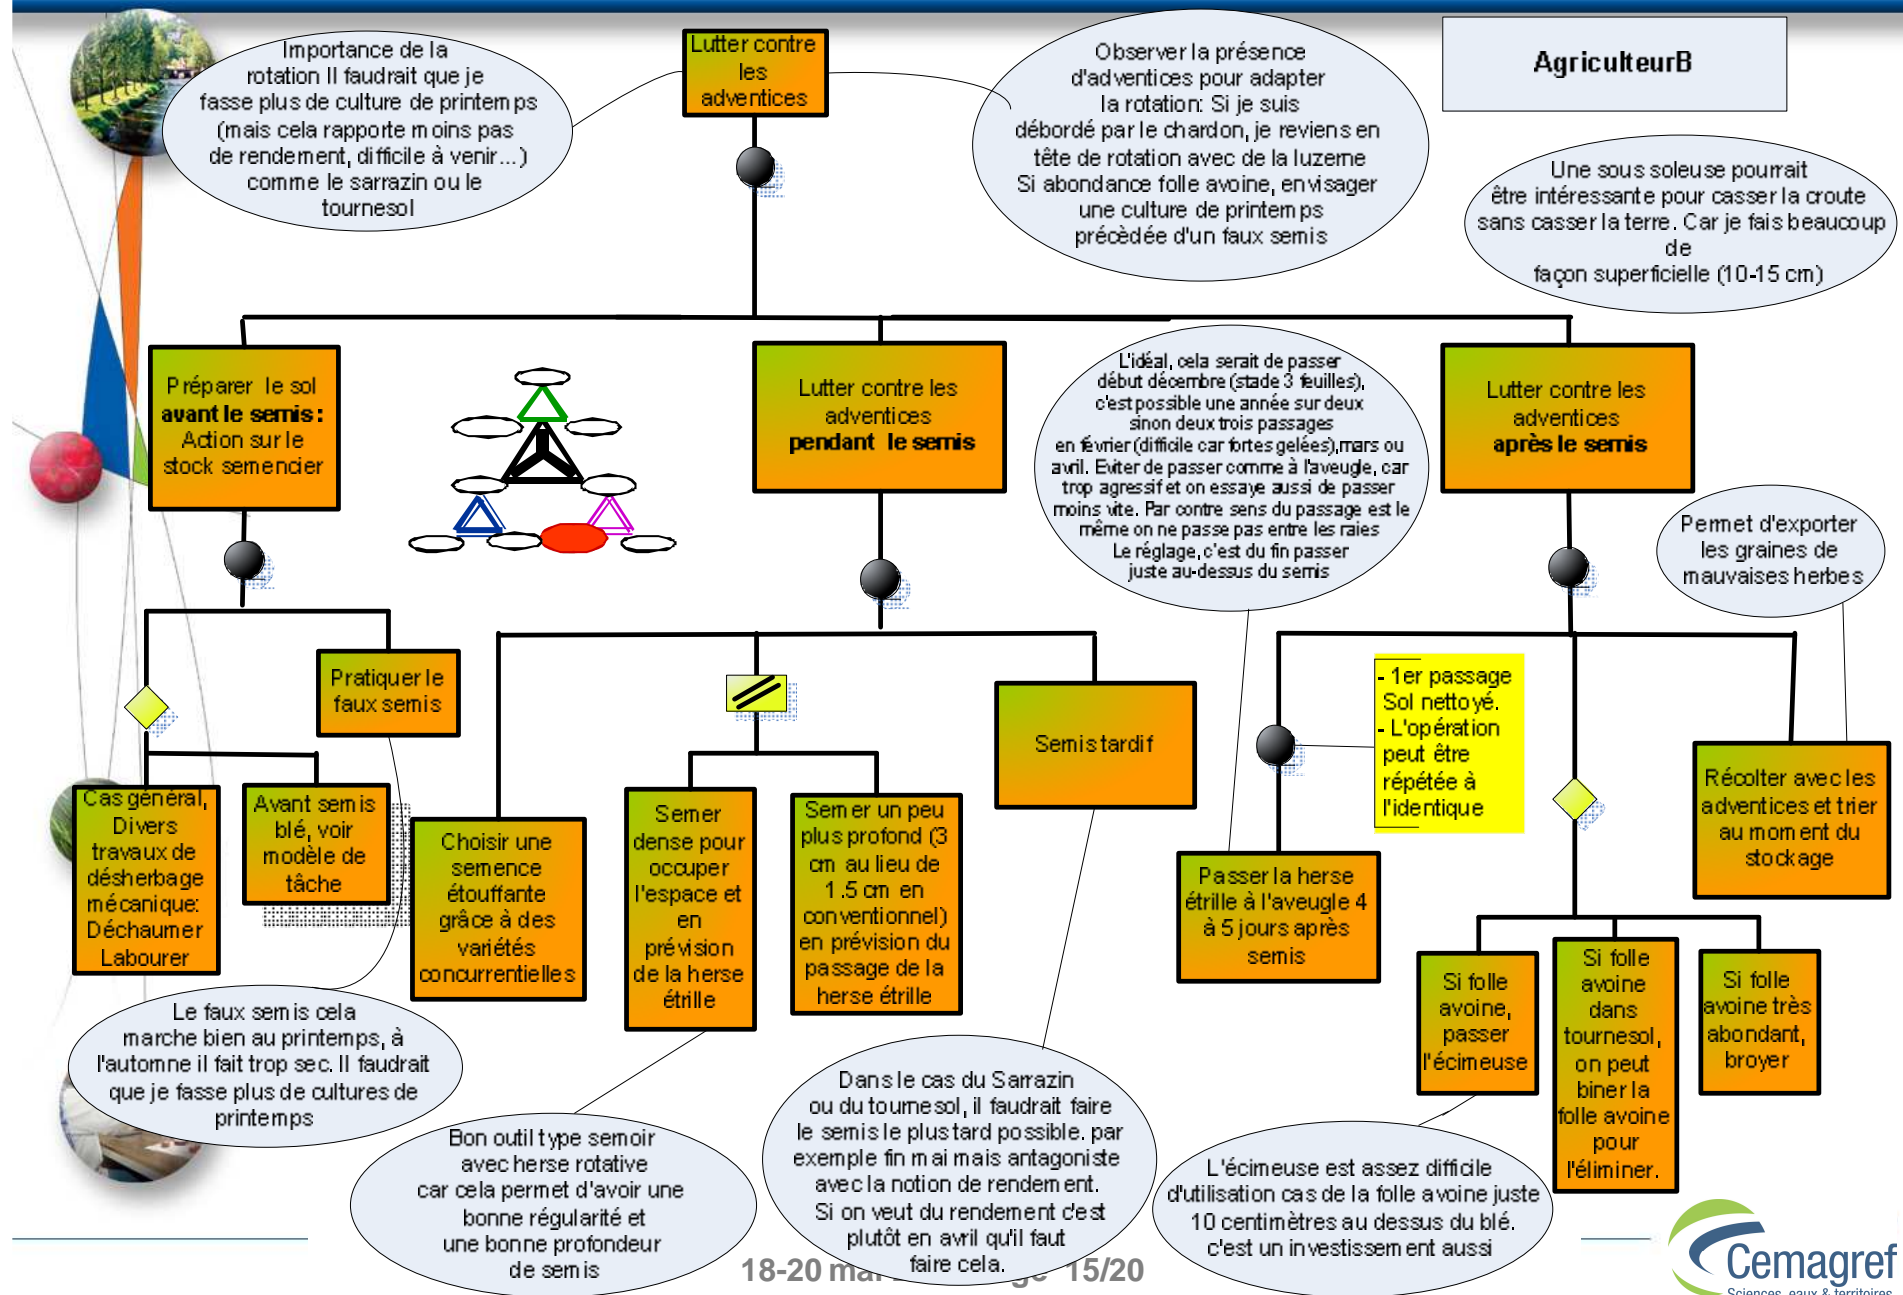 Importance de la
rotation Il faudrait que je
fasse plus de culture de printemps
(mais cela rapporte moins pas
de rendement, difficile à venir...)
comme le sarrazin ou le
tournesol
Lutter contre
les
adventices
Observer la présence
d'adventices pour adapter
la rotation: Si je suis
débordé par le chardon, je reviens en
tête de rotation avec de la luzerne
Si abondance folle avoine, envisager
une culture de printemps
précèdée d'un faux semis
AgriculteurB
Une sous soleuse pourrait
être intéressante pour casser la croute
sans casser la terre. Car je fais beaucoup
de
façon superficielle (10-15 cm)
Préparer le sol
avant le semis :
Action sur le
stock semencier
Lutter contre les
adventices
pendant le semis
L'idéal, cela serait de passer
début décembre (stade 3 feuilles),
c'est possible une année sur deux
sinon deux trois passages
en février (difficile car fortes gelées),mars ou
avril. Eviter de passer comme à l'aveugle, car
trop agressif et on essaye aussi de passer
moins vite. Par contre sens du passage est le
même on ne passe pas entre les raies
Le réglage, c'est du fin passer
juste au-dessus du semis
Lutter contre les
adventices
après le semis
Permet d'exporter
les graines de
mauvaises herbes
Pratiquer le
faux semis
Semis tardif
- 1er passage
Sol nettoyé.
- L'opération
peut être
répétée à
l'identique
Récolter avec les
adventices et trier
au moment du
stockage
Cas général,
Divers
travaux de
désherbage
mécanique:
Déchaumer
Labourer
Avant semis
blé, voir
modèle de
tâche
Choisir une
semence
étouffante
grâce à des
variétés
concurrentielles
Semer
dense pour
occuper
l'espace et
en
prévision
de la herse
étrille
Semer un peu
plus profond (3
cm au lieu de
1.5 cm en
conventionnel)
en prévision du
passage de la
herse étrille
Passer la herse
étrille à l'aveugle 4
à 5 jours après
semis
Si folle
avoine,
passer
l'écimeuse
Si folle
avoine
dans
tournesol,
on peut
biner la
folle avoine
pour
l'éliminer.
Si folle
avoine très
abondant,
broyer
Le faux semis cela
marche bien au printemps, à
l'automne il fait trop sec. Il faudrait
que je fasse plus de cultures de
printemps
Bon outil type semoir
avec herse rotative
car cela permet d'avoir une
bonne régularité et
une bonne profondeur
de semis
Dans le cas du Sarrazin
ou du tournesol, il faudrait faire
le semis le plus tard possible. par
exemple fin mai mais antagoniste
avec la notion de rendement.
Si on veut du rendement c'est
plutôt en avril qu'il faut
faire cela.
L'écimeuse est assez difficile
d'utilisation cas de la folle avoine juste
10 centimètres au dessus du blé.
c'est un investissement aussi
18-20 15/20
Cemagref
Sciences, eaux & territoires